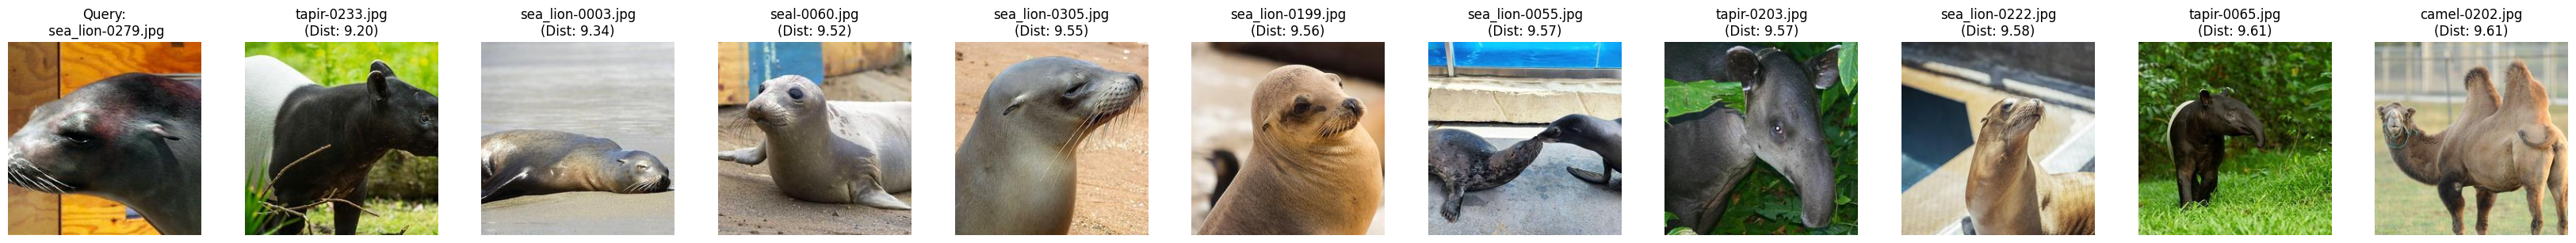 Query:
sea_lion-0279.jpg
tapir-0233.jpg
(Dist: 9.20)
sea_lion-0003.jpg
(Dist: 9.34)
seal-0060.jpg
(Dist: 9.52)
sea_lion-0305.jpg
(Dist: 9.55)
sea_lion-0199.jpg
(Dist: 9.56)
sea_lion-0055.jpg
(Dist: 9.57)
tapir-0203.jpg
(Dist: 9.57)
sea_lion-0222.jpg
(Dist: 9.58)
tapir-0065.jpg
(Dist: 9.61)
camel-0202.jpg
(Dist: 9.61)